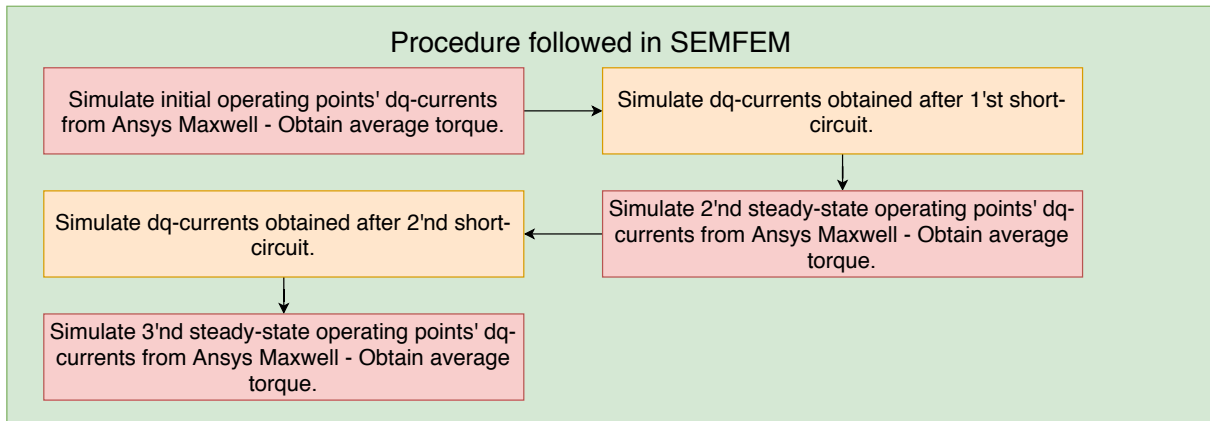 Procedure followed in SEMFEM
Simulate initial operating points' dq-currents
from Ansys Maxwell - Obtain average torque.
Simulate dq-currents obtained after 1'st short-
circuit.
Simulate 2'nd steady-state operating points' dq-
currents from Ansys Maxwell - Obtain average
torque.
Simulate dq-currents obtained after 2'nd short-
circuit.
Simulate 3'nd steady-state operating points' dq-
currents from Ansys Maxwell - Obtain average
torque.